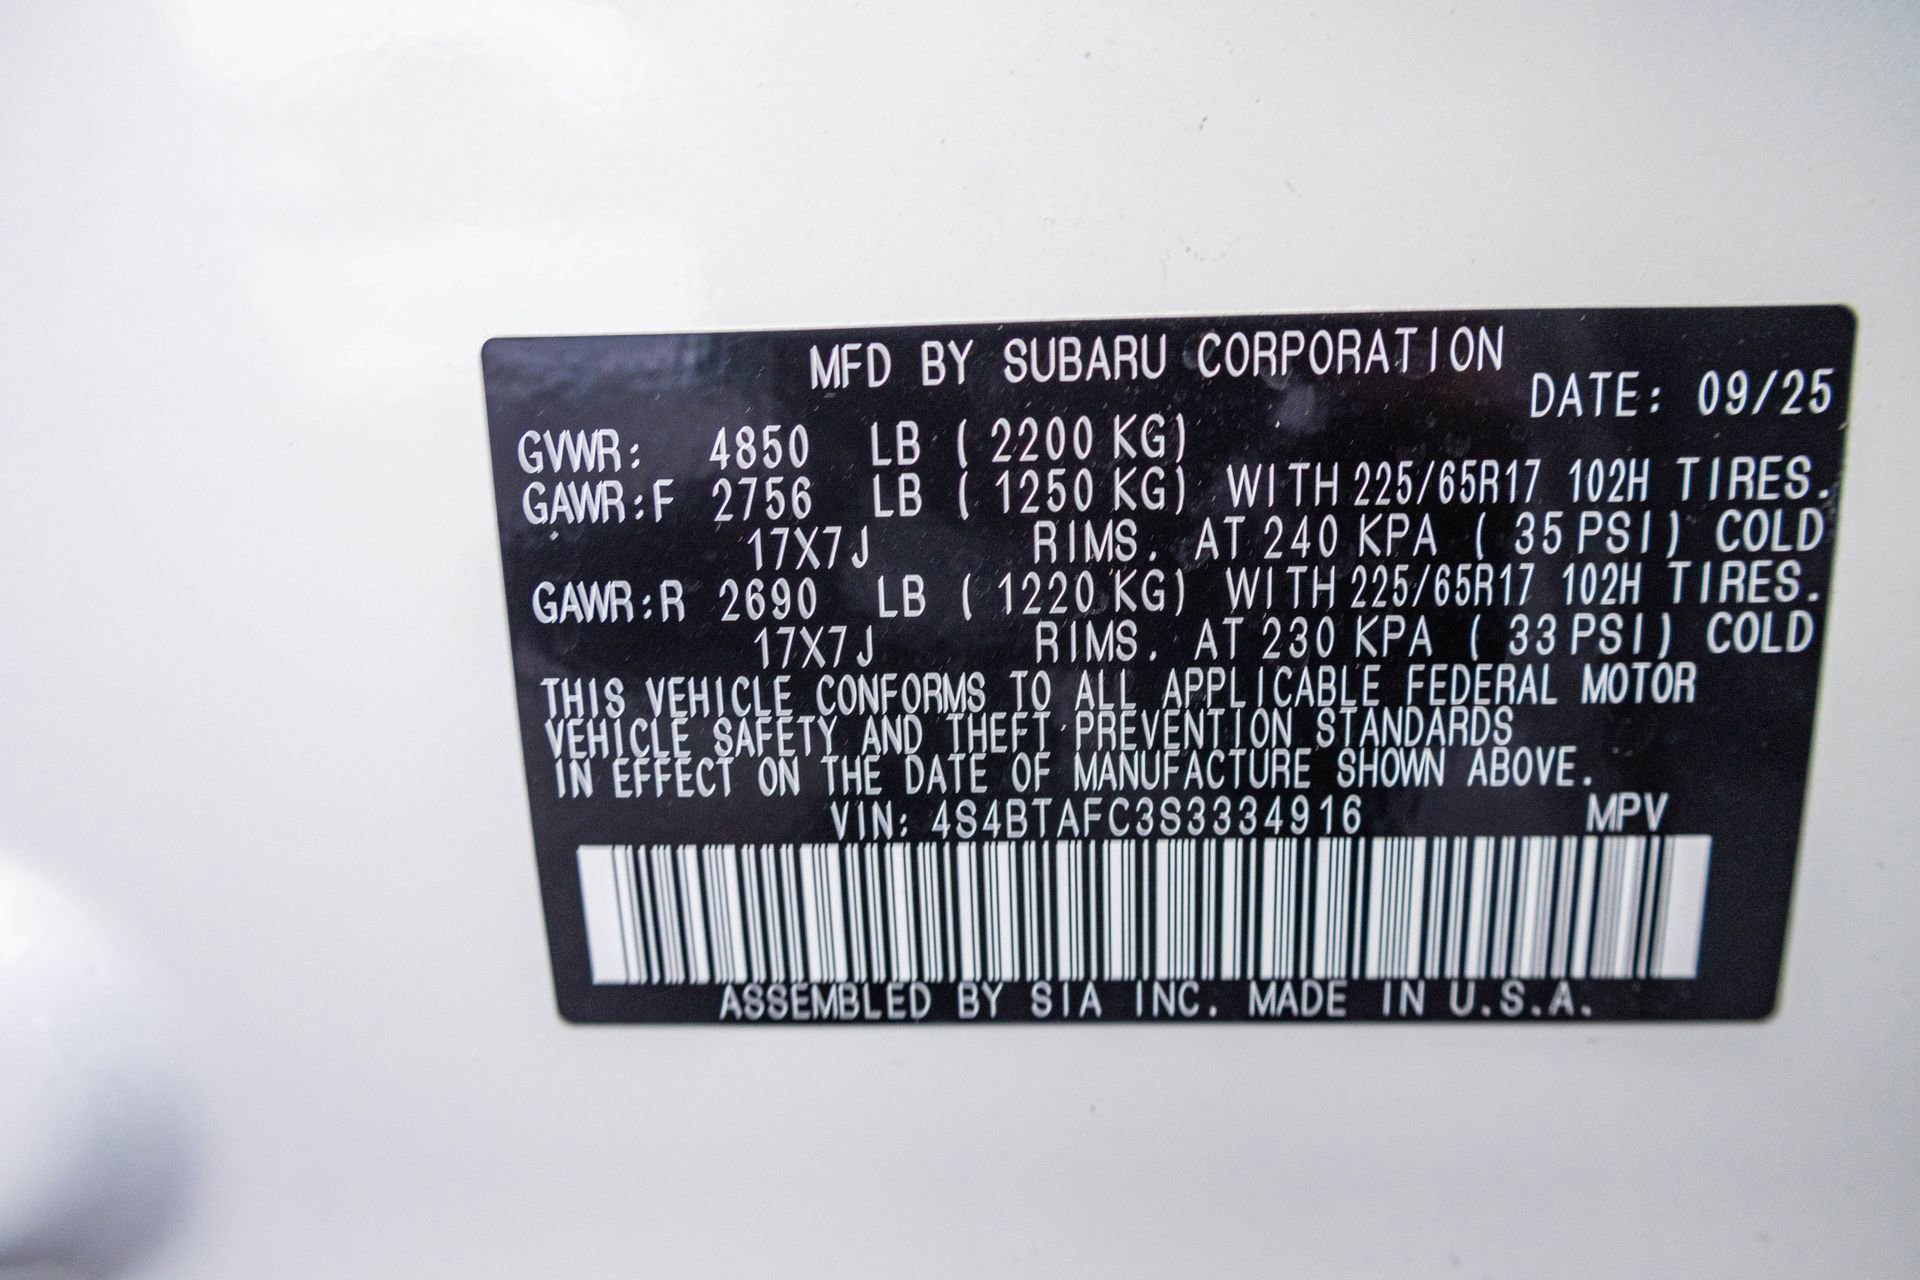 MFD BY SUBARU CORPORATION
DATE: 09/25
GVWR: 4850 LB ( 2200 KG)
GAWR:F 2756 LB ( 1250 KG) WITH 225/65R17 102H TIRES.
17X7J RIMS. AT 240 KPA ( 35 PSI) COLD
GAWR:R 2690 LB ( 1220 KG) WITH 225/65R17 102H TIRES.
17X7J RIMS. AT 230 KPA ( 33 PSI) COLD
THIS VEHICLE CONFORMS TO ALL APPLICABLE FEDERAL MOTOR
VEHICLE SAFETY AND THEFT PREVENTION STANDARDS
IN EFFECT ON THE DATE OF MANUFACTURE SHOWN ABOVE.
VIN: 4S4BTAFC3S3334916 MPV
ASSEMBLED BY SIA INC. MADE IN U.S.A.